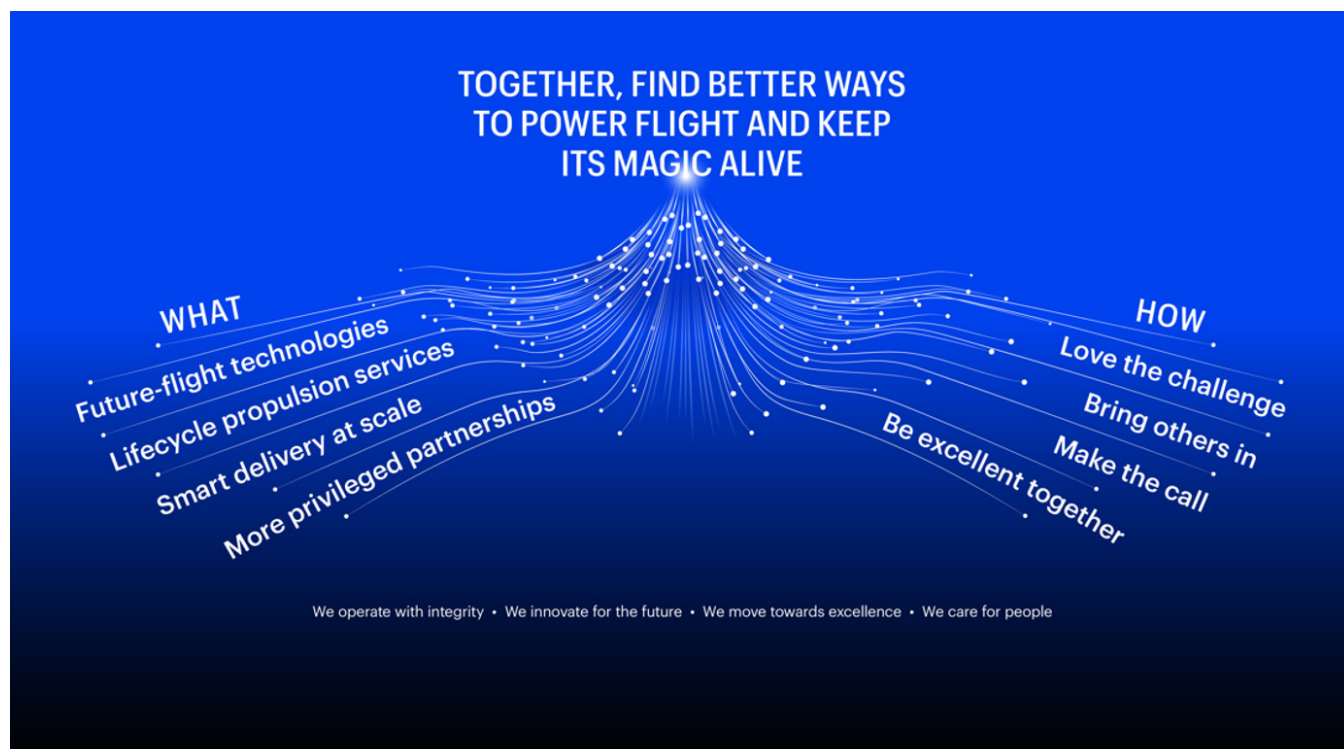 TOGETHER, FIND BETTER WAYS
TO POWER FLIGHT AND KEEP
ITS MAGIC ALIVE
WHAT
Future-flight technologies
Lifecycle propulsion services
Smart delivery at scale
More privileged partnerships
HOW
Love the challenge
Bring others in
Make the call
Be excellent together
We operate with integrity • We innovate for the future • We move towards excellence • We care for people